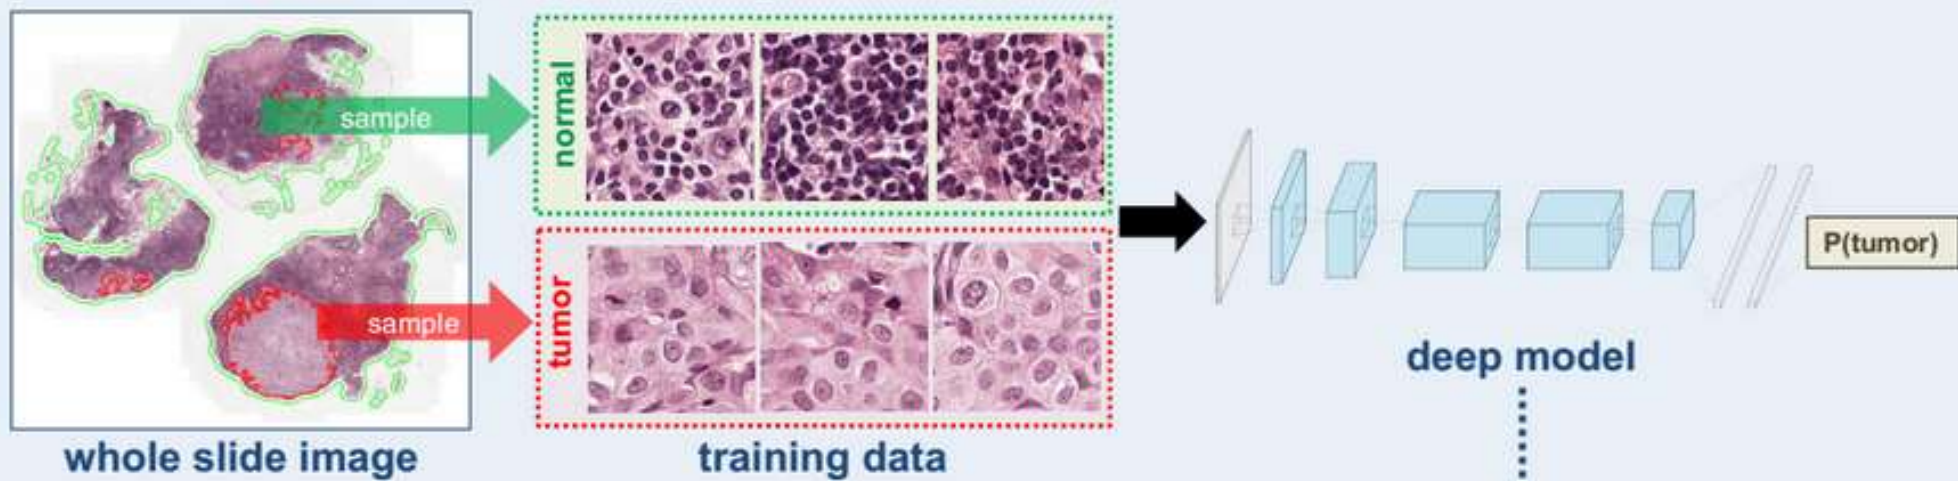 sample
sample
normal
tumor
P(tumor)
deep model
whole slide image
training data